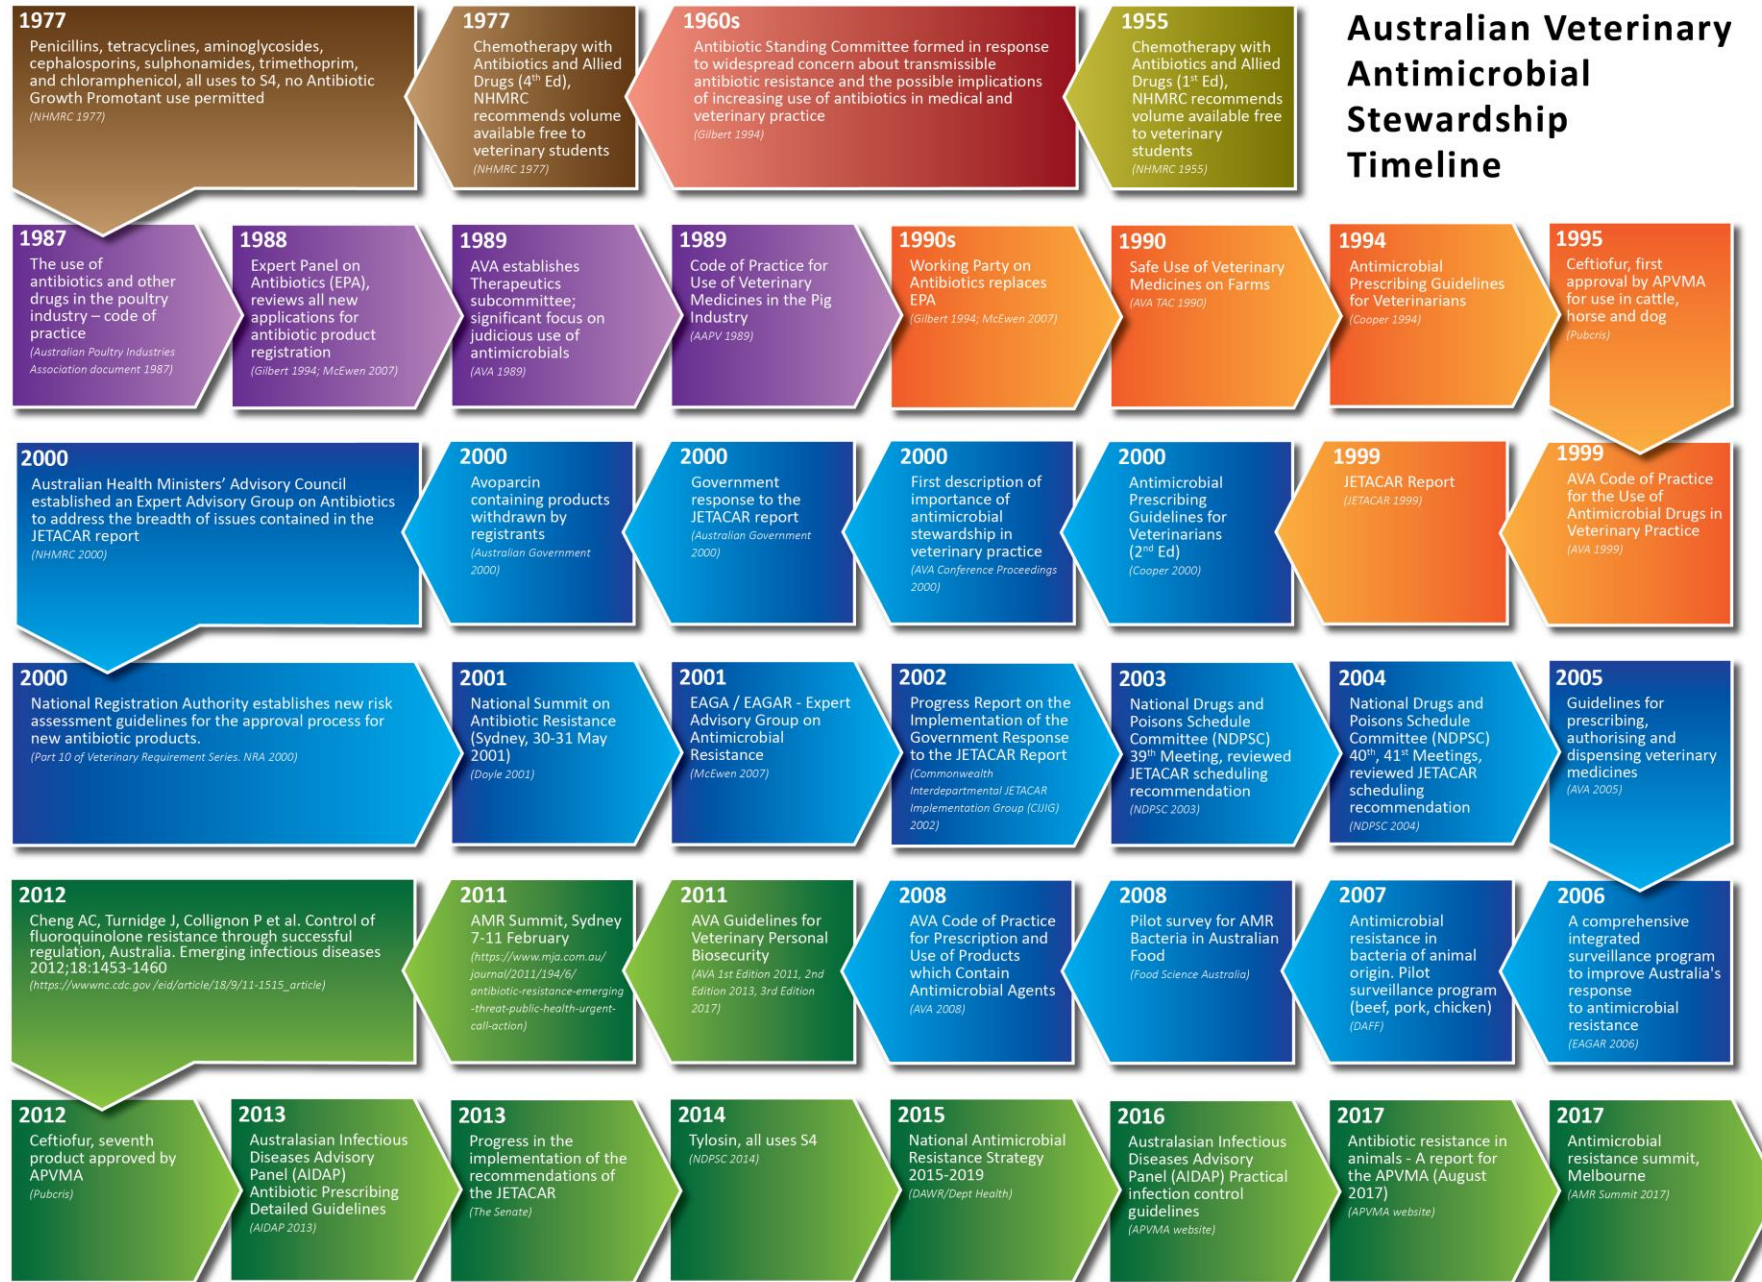 Australian Veterinary
Antimicrobial
Stewardship
Timeline
1977
Penicillins, tetracyclines, aminoglycosides,
cephalosporins, sulphonamides, trimethoprim,
and chloramphenicol, all uses to S4, no Antibiotic
Growth Promotant use permitted
(NHMRC 1977)
1977
Chemotherapy with
Antibiotics and Allied
Drugs (4th Ed),
NHMRC
recommends volume
available free to
veterinary students
(NHMRC 1977)
1960s
Antibiotic Standing Committee formed in response
to widespread concern about transmissible
antibiotic resistance and the possible implications
of increasing use of antibiotics in medical and
veterinary practice
(Gilbert 1994)
1955
Chemotherapy with
Antibiotics and Allied
Drugs (1st Ed),
NHMRC recommends
volume available free
to veterinary
students
(NHMRC 1955)
1987
The use of
antibiotics and other
drugs in the poultry
industry – code of
practice
(Australian Poultry Industries
Association document 1987)
1988
Expert Panel on
Antibiotics (EPA),
reviews all new
applications for
antibiotic product
registration
(Gilbert 1994; McEwen 2007)
1989
AVA establishes
Therapeutics
subcommittee;
significant focus on
judicious use of
antimicrobials
(AVA 1989)
1989
Code of Practice for
Use of Veterinary
Medicines in the Pig
Industry
(AAPV 1989)
1990s
Working Party on
Antibiotics replaces
EPA
(Gilbert 1994; McEwen 2007)
1990
Safe Use of Veterinary
Medicines on Farms
(AVA TAC 1990)
1994
Antimicrobial
Prescribing Guidelines
for Veterinarians
(Cooper 1994)
1995
Ceftiofur, first
approval by APVMA
for use in cattle,
horse and dog
(Pubcris)
2000
Australian Health Ministers’ Advisory Council
established an Expert Advisory Group on Antibiotics
to address the breadth of issues contained in the
JETACAR report
(NHMRC 2000)
2000
Avoparcin
containing products
withdrawn by
registrants
(Australian Government
2000)
2000
Government
response to the
JETACAR report
(Australian Government
2000)
2000
First description of
importance of
antimicrobial
stewardship in
veterinary practice
(AVA Conference Proceedings
2000)
2000
Antimicrobial
Prescribing
Guidelines for
Veterinarians
(2nd Ed)
(Cooper 2000)
1999
JETACAR Report
(JETACAR 1999)
1999
AVA Code of Practice
for the Use of
Antimicrobial Drugs in
Veterinary Practice
(AVA 1999)
2000
National Registration Authority establishes new risk
assessment guidelines for the approval process for
new antibiotic products.
(Part 10 of Veterinary Requirement Series. NRA 2000)
2001
National Summit on
Antibiotic Resistance
(Sydney, 30-31 May
2001)
(Doyle 2001)
2001
EAGA / EAGAR - Expert
Advisory Group on
Antimicrobial
Resistance
(McEwen 2007)
2002
Progress Report on the
Implementation of the
Government Response
to the JETACAR Report
(Commonwealth
Interdepartmental JETACAR
Implementation Group (CIJIG)
2002)
2003
National Drugs and
Poisons Schedule
Committee (NDPSC)
39th Meeting, reviewed
JETACAR scheduling
recommendation
(NDPSC 2003)
2004
National Drugs and
Poisons Schedule
Committee (NDPSC)
40th, 41st Meetings,
reviewed JETACAR
scheduling
recommendation
(NDPSC 2004)
2005
Guidelines for
prescribing,
authorising and
dispensing veterinary
medicines
(AVA 2005)
2012
Cheng AC, Turnidge J, Collignon P et al. Control of
fluoroquinolone resistance through successful
regulation, Australia. Emerging infectious diseases
2012;18:1453-1460
(https://wwwnc.cdc.gov /eid/article/18/9/11-1515_article)
2011
AMR Summit, Sydney
7-11 February
(https://www.mja.com.au/
journal/2011/194/6/
antibiotic-resistance-emerging
-threat-public-health-urgent-
call-action)
2011
AVA Guidelines for
Veterinary Personal
Biosecurity
(AVA 1st Edition 2011, 2nd
Edition 2013, 3rd Edition
2017)
2008
AVA Code of Practice
for Prescription and
Use of Products
which Contain
Antimicrobial Agents
(AVA 2008)
2008
Pilot survey for AMR
Bacteria in Australian
Food
(Food Science Australia)
2007
Antimicrobial
resistance in
bacteria of animal
origin. Pilot
surveillance program
(beef, pork, chicken)
(DAFF)
2006
A comprehensive
integrated
surveillance program
to improve Australia's
response
to antimicrobial
resistance
(EAGAR 2006)
2012
Ceftiofur, seventh
product approved by
APVMA
(Pubcris)
2013
Australasian Infectious
Diseases Advisory
Panel (AIDAP)
Antibiotic Prescribing
Detailed Guidelines
(AIDAP 2013)
2013
Progress in the
implementation of the
recommendations of
the JETACAR
(The Senate)
2014
Tylosin, all uses S4
(NDPSC 2014)
2015
National Antimicrobial
Resistance Strategy
2015-2019
(DAWR/Dept Health)
2016
Australasian Infectious
Diseases Advisory
Panel (AIDAP) Practical
infection control
guidelines
(APVMA website)
2017
Antibiotic resistance in
animals - A report for
the APVMA (August
2017)
(APVMA website)
2017
Antimicrobial
resistance summit,
Melbourne
(AMR Summit 2017)